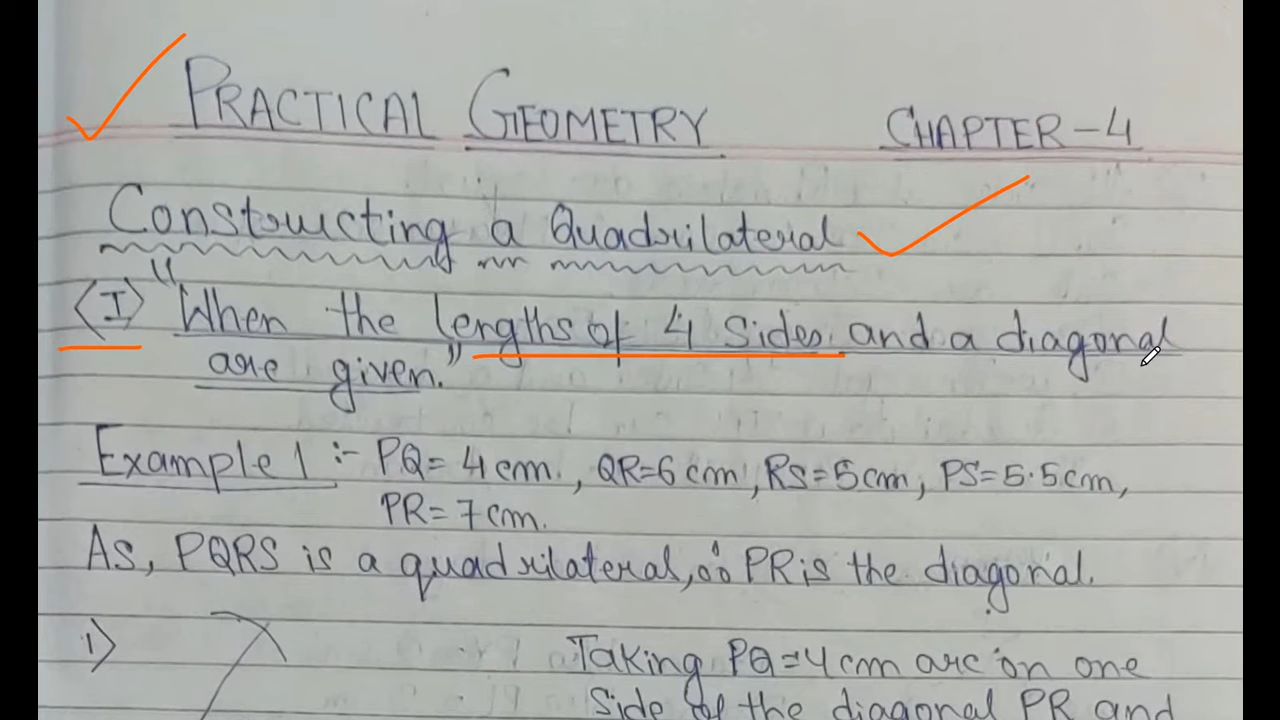 PRACTICAL GEOMETRY CHAPTER-4
Constructing a Quadrilateral
(I) "When the lengths of 4 sides and a diagonal
are given."
Example 1 :- PQ = 4 cm., QR=6 cm, RS=5cm, PS=5.5cm,
PR = 7 cm.
As, PQRS is a quadrilateral, ∴ PR is the diagonal.
i) Taking PQ=4cm arc on one
Side of the diagonal PR and